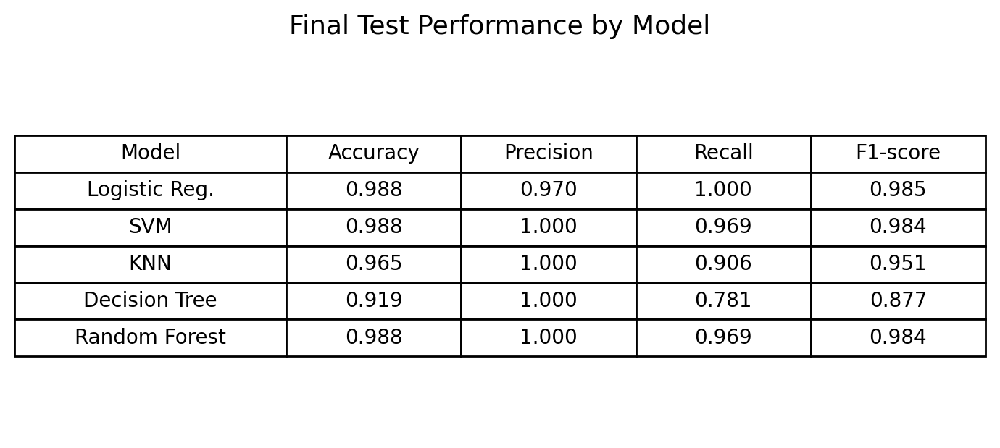 Final Test Performance by Model
Model Accuracy Precision Recall F1-score
Logistic Reg. 0.988 0.970 1.000 0.985
SVM 0.988 1.000 0.969 0.984
KNN 0.965 1.000 0.906 0.951
Decision Tree 0.919 1.000 0.781 0.877
Random Forest 0.988 1.000 0.969 0.984